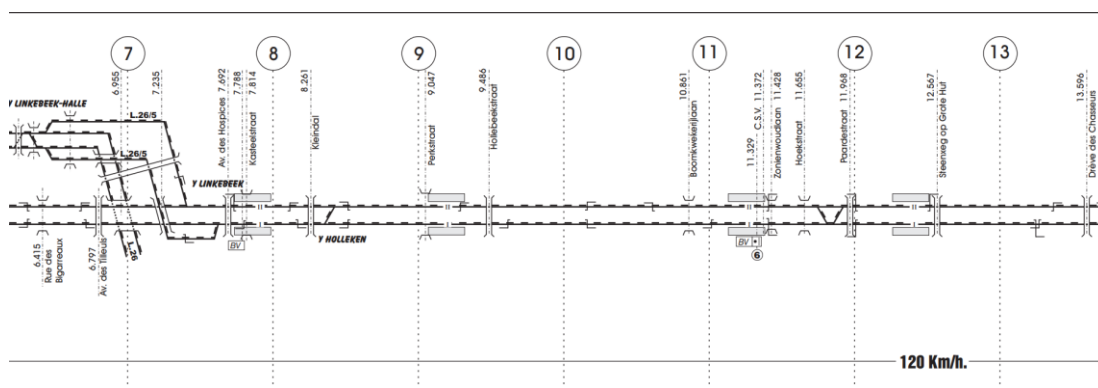 7
8
9
10
11
12
13
6.955
7.235
7.692
Av. des Hospices
7.788
7.814
Kasteelstraat
8.261
Kleindal
9.047
Perkstraat
9.486
Hollebeekstraat
10.861
Boomkwekerijlaan
11.329
C.S.V. 11.372
11.428
Zonienwoudlaan
11.655
Hoekstraat
11.968
Paardestraat
12.567
Steenweg op Grote Hut
13.596
Drève des Chasseurs
Y LINKEBEEK-HALLE
L.26/5
L.26/5
Y LINKEBEEK
II
II
II
II
I
I
I
I
Y HOLLEKEN
BV
BV
6
L.26
6.415
Rue des
Bigarreaux
6.797
Av. des Tilleuls
120 Km/h.